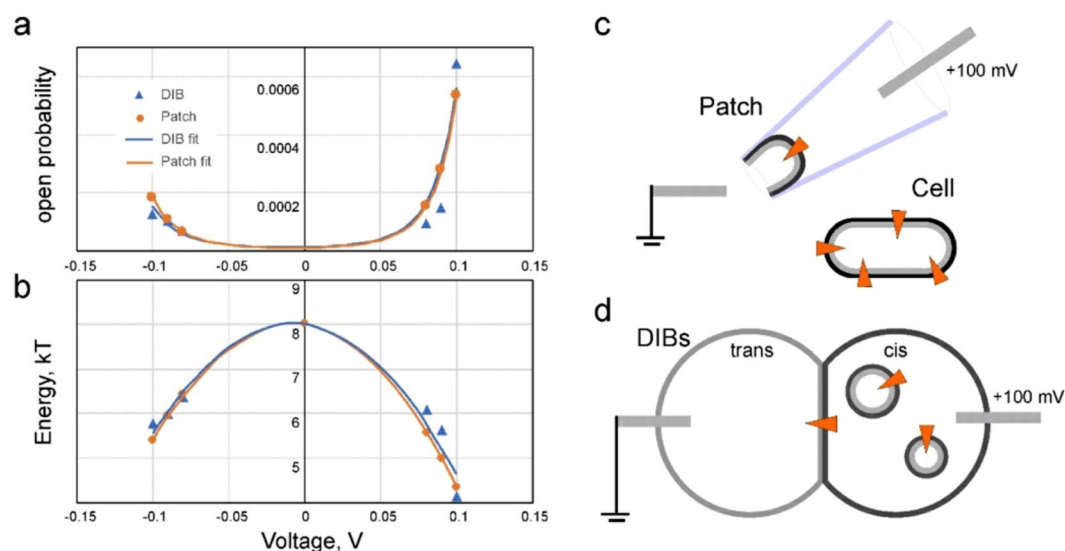 a
open probability
DIB
Patch
DIB fit
Patch fit
0.0006
0.0004
0.0002
-0.15
-0.1
-0.05
0
0.05
0.1
0.15
b
Energy, kT
9
8
7
6
5
-0.15
-0.1
-0.05
0
0.05
0.1
0.15
Voltage, V
c
+100 mV
Patch
Cell
d
DIBs
trans
cis
+100 mV